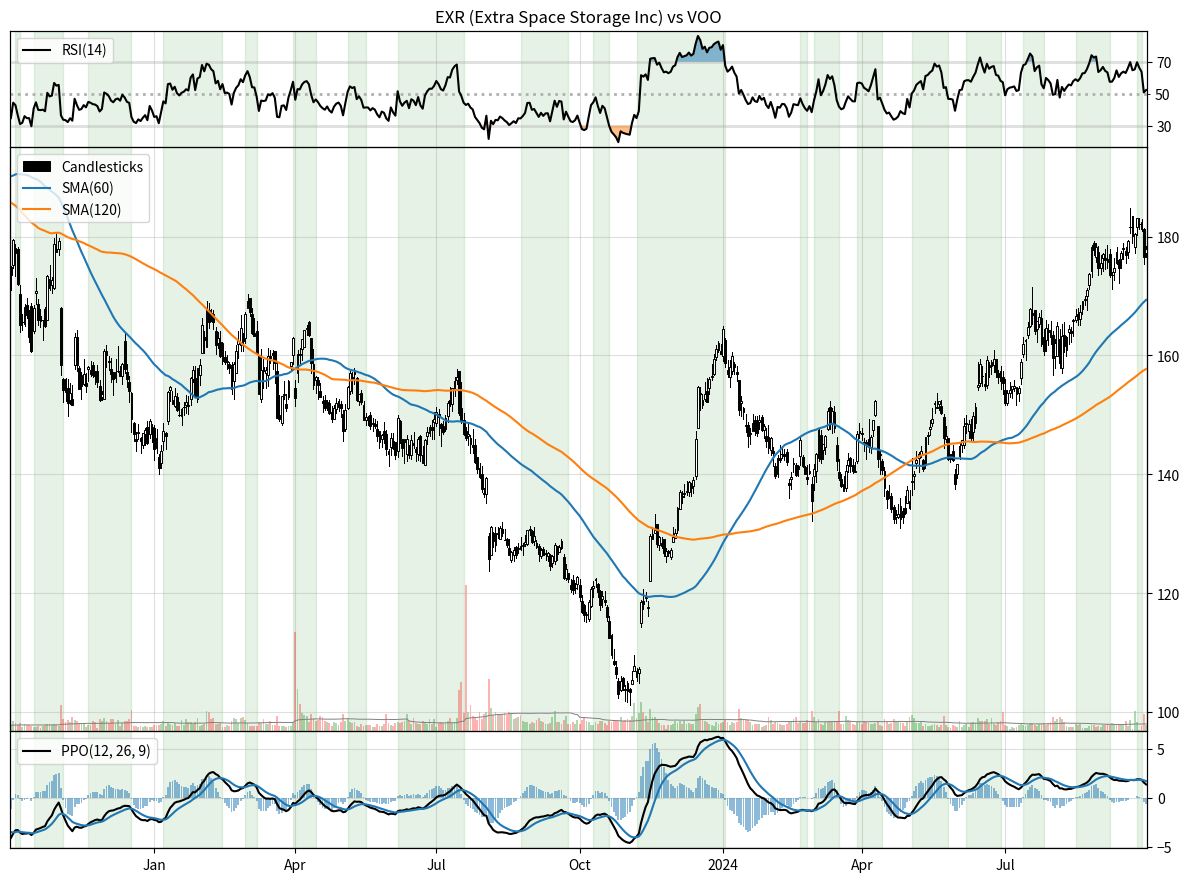 EXR (Extra Space Storage Inc) vs VOO
RSI(14)
70
50
30
Candlesticks
SMA(60)
SMA(120)
180
160
140
120
100
PPO(12, 26, 9)
5
0
−5
Jan Apr Jul Oct 2024 Apr Jul